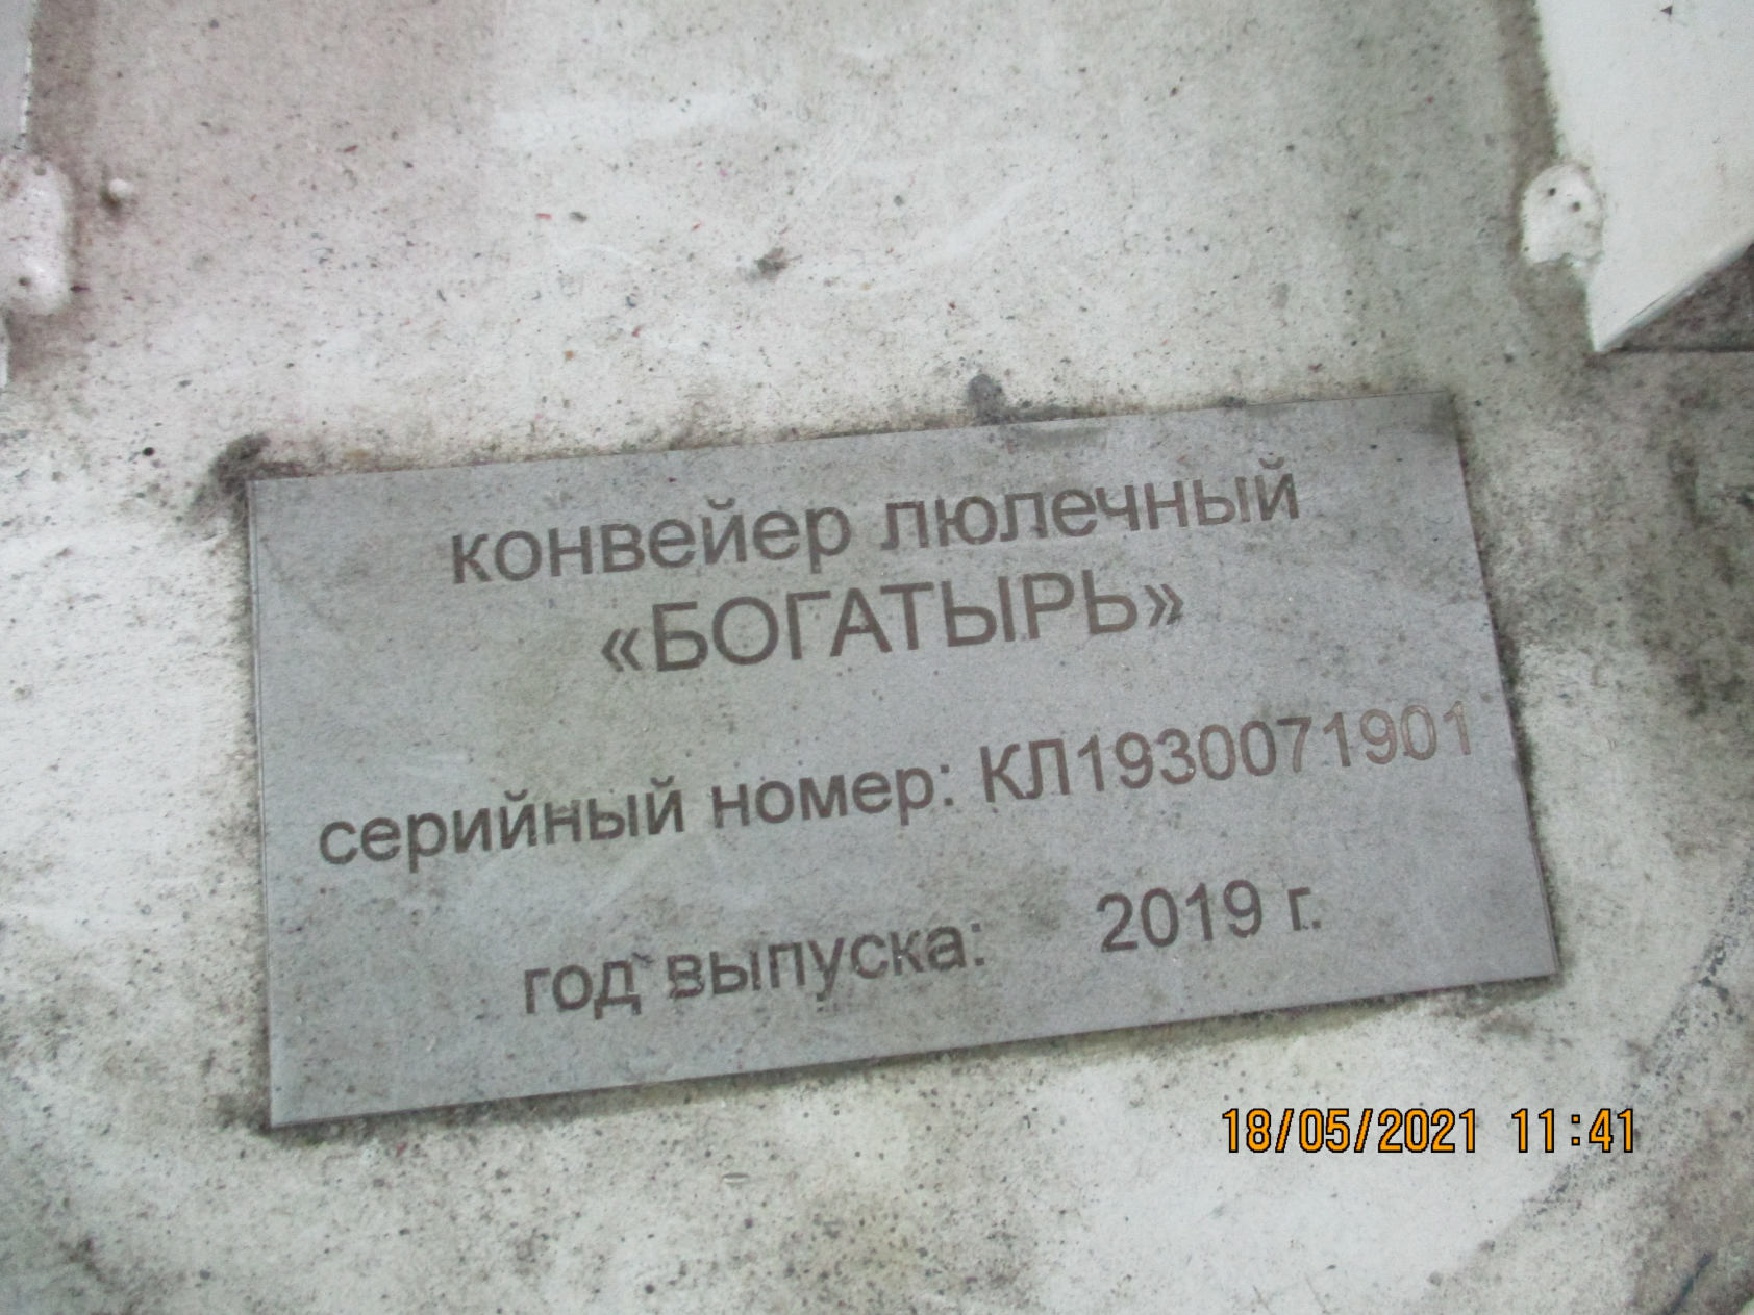 конвейер люлечный
«БОГАТЫРЬ»
серийный номер: КЛ1930071901
год выпуска: 2019 г.
18/05/2021 11:41